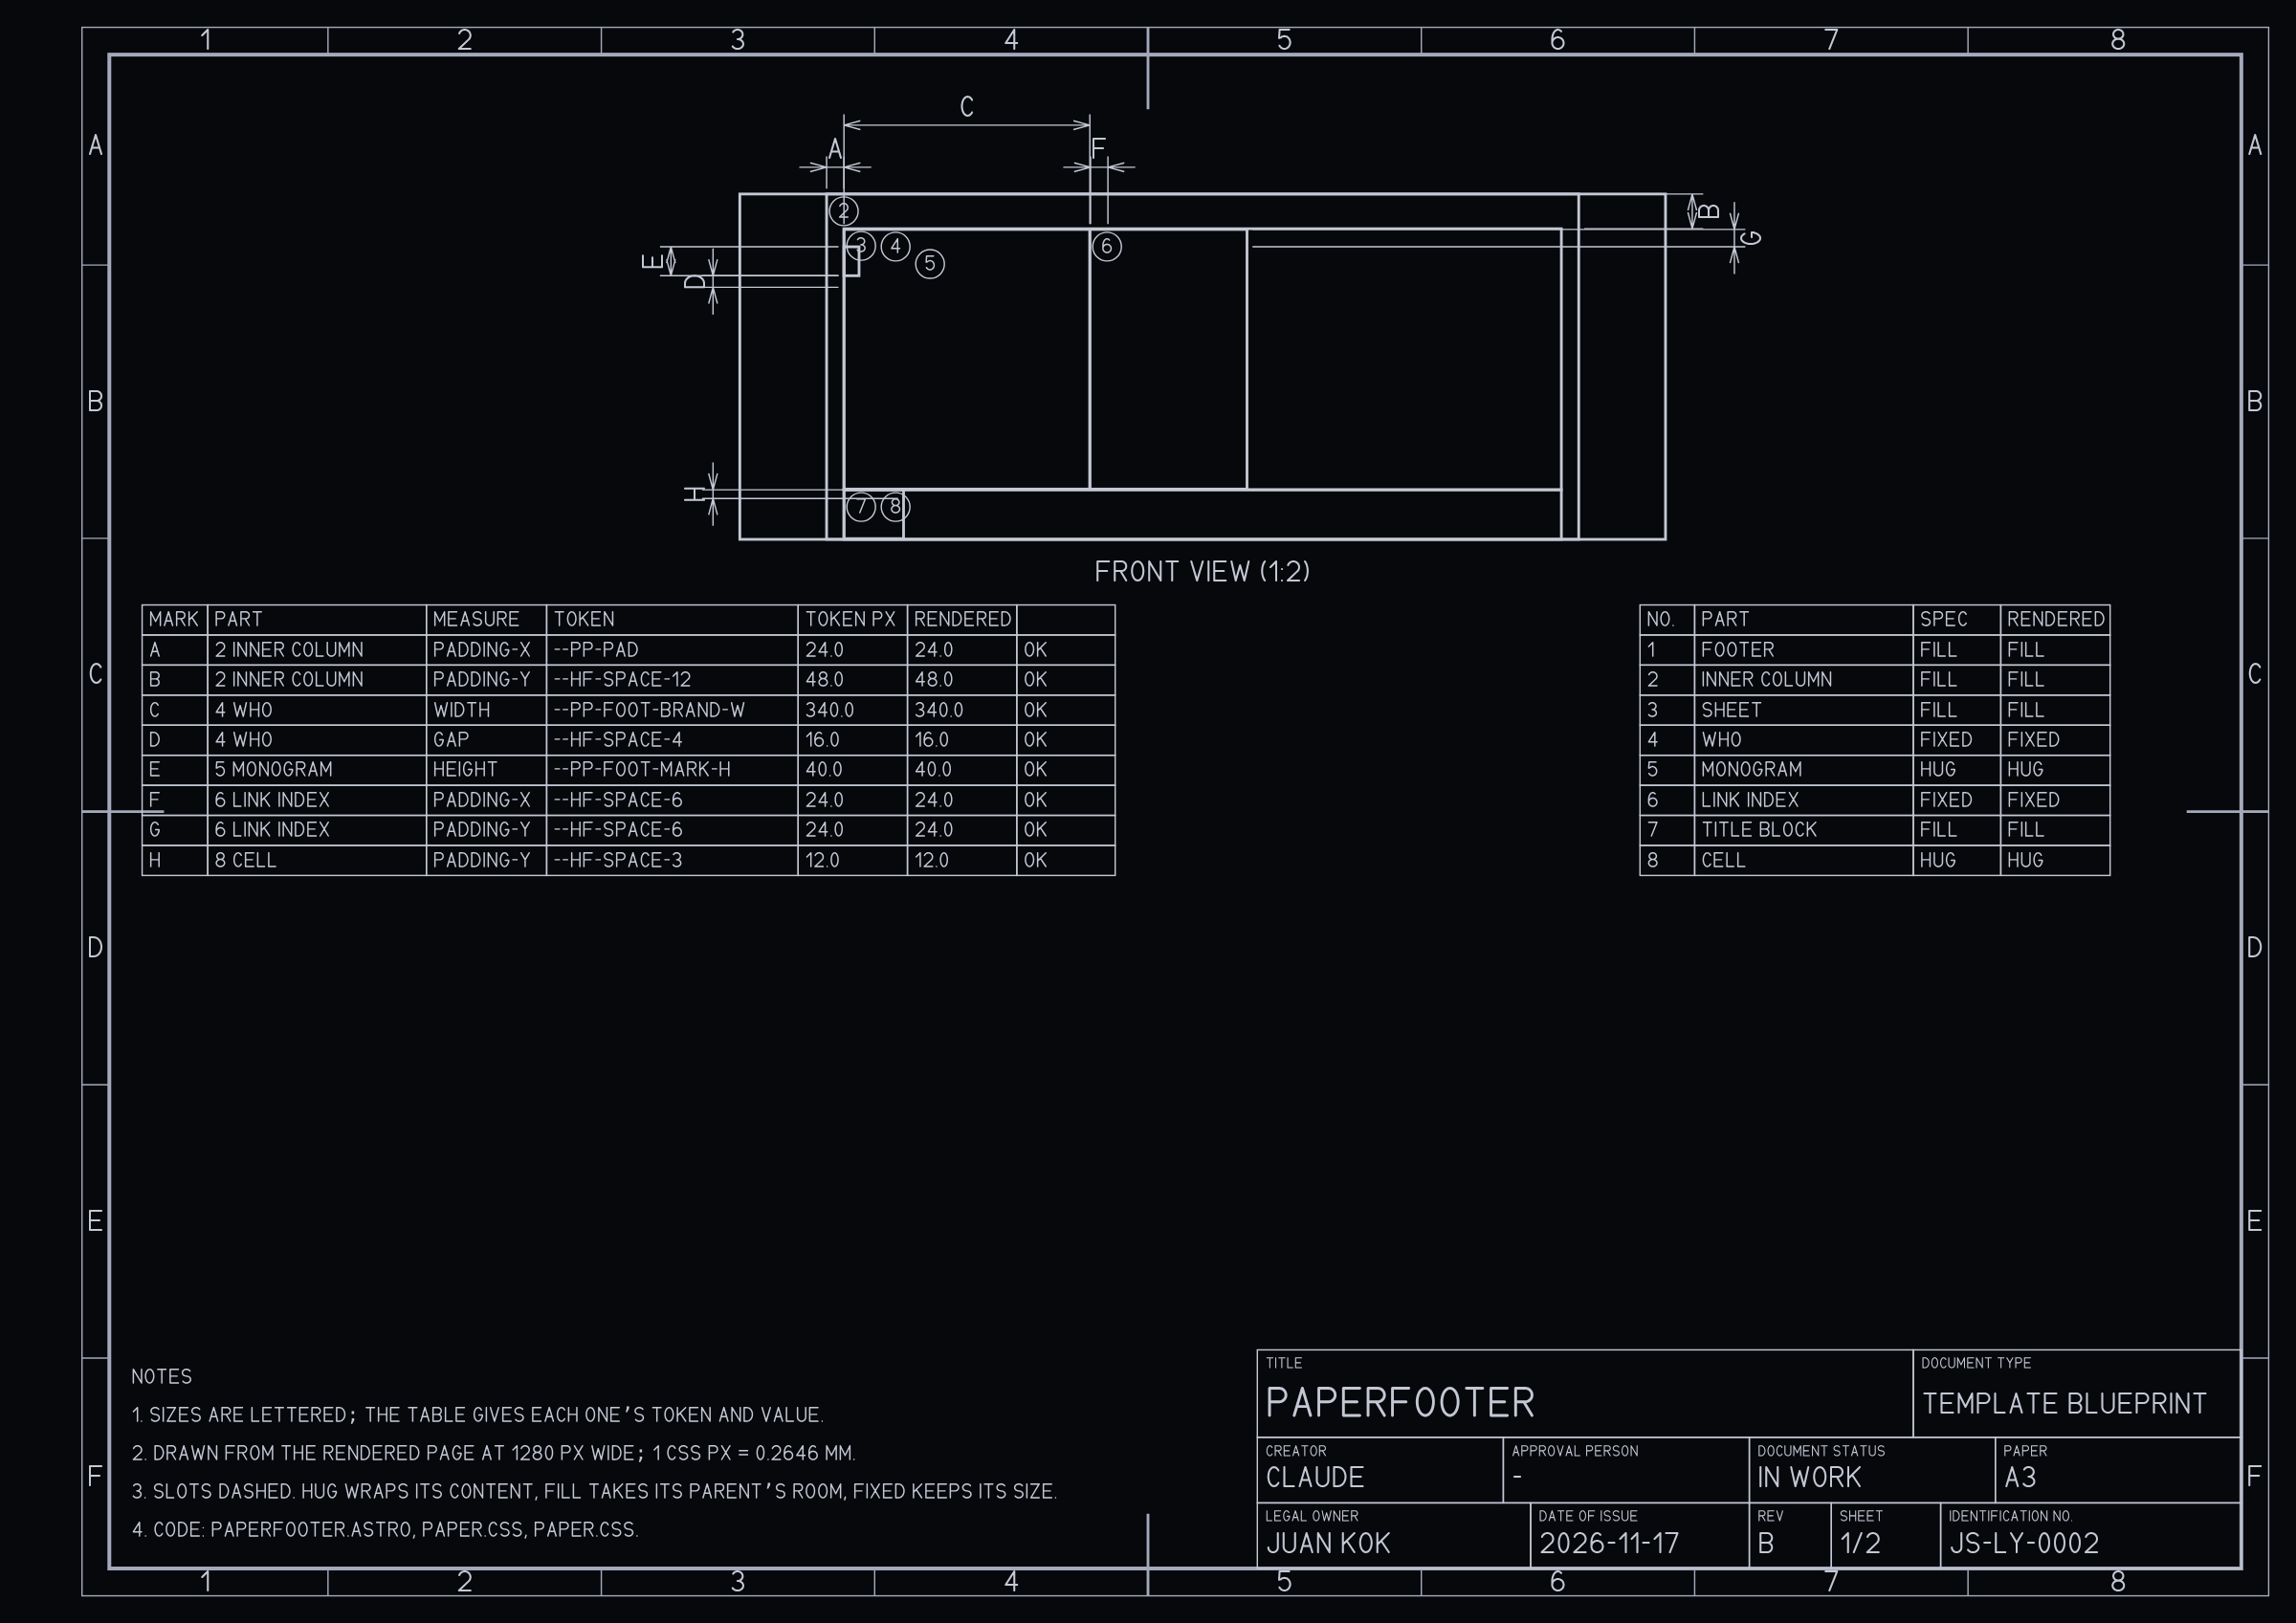 1 2 3 4 5 6 7 8
A A
B B
C C
D D
E E
F F
C
A F
2
B
G
3 4 6
5
E
D
H
7 8
FRONT VIEW (1:2)
MARK PART MEASURE TOKEN TOKEN PX RENDERED
A 2 INNER COLUMN PADDING-X --PP-PAD 24.0 24.0 OK
B 2 INNER COLUMN PADDING-Y --HF-SPACE-12 48.0 48.0 OK
C 4 WHO WIDTH --PP-FOOT-BRAND-W 340.0 340.0 OK
D 4 WHO GAP --HF-SPACE-4 16.0 16.0 OK
E 5 MONOGRAM HEIGHT --PP-FOOT-MARK-H 40.0 40.0 OK
F 6 LINK INDEX PADDING-X --HF-SPACE-6 24.0 24.0 OK
G 6 LINK INDEX PADDING-Y --HF-SPACE-6 24.0 24.0 OK
H 8 CELL PADDING-Y --HF-SPACE-3 12.0 12.0 OK
NO. PART SPEC RENDERED
1 FOOTER FILL FILL
2 INNER COLUMN FILL FILL
3 SHEET FILL FILL
4 WHO FIXED FIXED
5 MONOGRAM HUG HUG
6 LINK INDEX FIXED FIXED
7 TITLE BLOCK FILL FILL
8 CELL HUG HUG
NOTES
1. SIZES ARE LETTERED; THE TABLE GIVES EACH ONE'S TOKEN AND VALUE.
2. DRAWN FROM THE RENDERED PAGE AT 1280 PX WIDE; 1 CSS PX = 0.2646 MM.
3. SLOTS DASHED. HUG WRAPS ITS CONTENT, FILL TAKES ITS PARENT'S ROOM, FIXED KEEPS ITS SIZE.
4. CODE: PAPERFOOTER.ASTRO, PAPER.CSS, PAPER.CSS.
TITLE DOCUMENT TYPE
PAPERFOOTER TEMPLATE BLUEPRINT
CREATOR APPROVAL PERSON DOCUMENT STATUS PAPER
CLAUDE - IN WORK A3
LEGAL OWNER DATE OF ISSUE REV SHEET IDENTIFICATION NO.
JUAN KOK 2026-11-17 B 1/2 JS-LY-0002
1 2 3 4 5 6 7 8